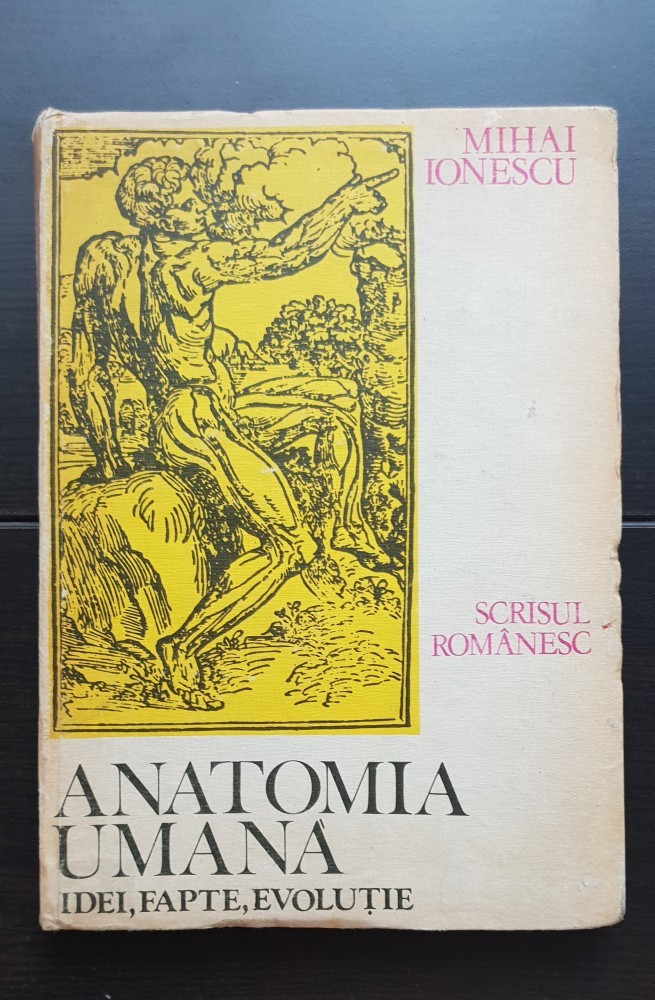 MIHAI
IONESCU
SCRISUL
ROMÂNESC
ANATOMIA
UMANĂ
IDEI, FAPTE, EVOLUȚIE